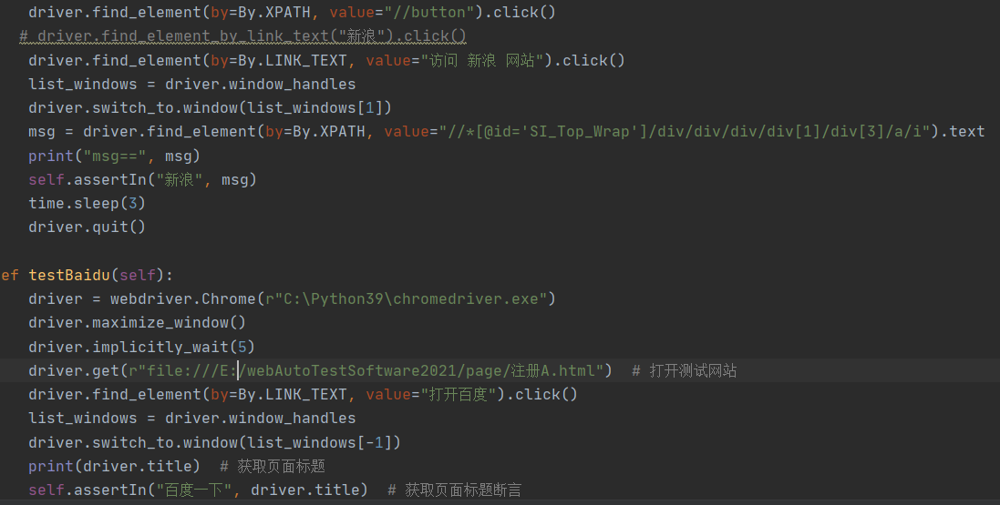 driver.find_element(by=By.XPATH, value="//button").click()
# driver.find_element_by_link_text("新浪").click()
driver.find_element(by=By.LINK_TEXT, value="访问 新浪 网站").click()
list_windows = driver.window_handles
driver.switch_to.window(list_windows[1])
msg = driver.find_element(by=By.XPATH, value="//*[@id='SI_Top_Wrap']/div/div/div/div[1]/div[3]/a/i").text
print("msg==", msg)
self.assertIn("新浪", msg)
time.sleep(3)
driver.quit()
ef testBaidu(self):
driver = webdriver.Chrome(r"C:\Python39\chromedriver.exe")
driver.maximize_window()
driver.implicitly_wait(5)
driver.get(r"file:///E:/webAutoTestSoftware2021/page/注册A.html")  # 打开测试网站
driver.find_element(by=By.LINK_TEXT, value="打开百度").click()
list_windows = driver.window_handles
driver.switch_to.window(list_windows[-1])
print(driver.title)  # 获取页面标题
self.assertIn("百度一下", driver.title)  # 获取页面标题断言